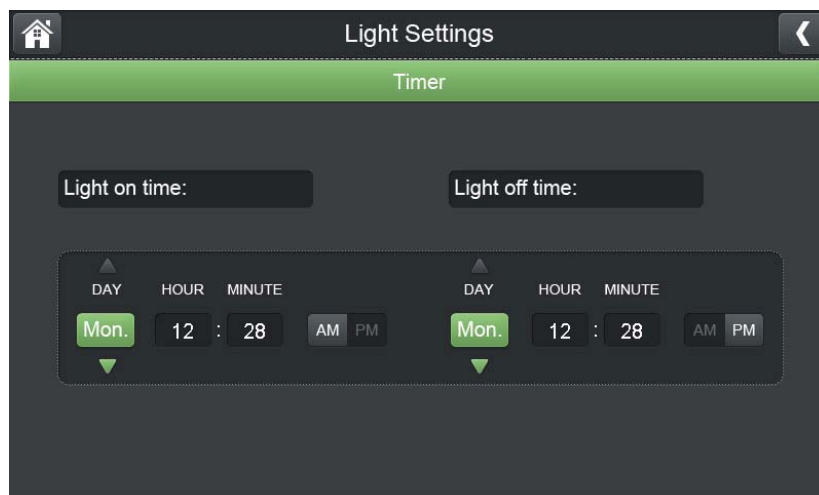 Light Settings
Timer
Light on time: Light off time:
DAY HOUR MINUTE DAY HOUR MINUTE
Mon. 12 : 28 AM PM Mon. 12 : 28 AM PM